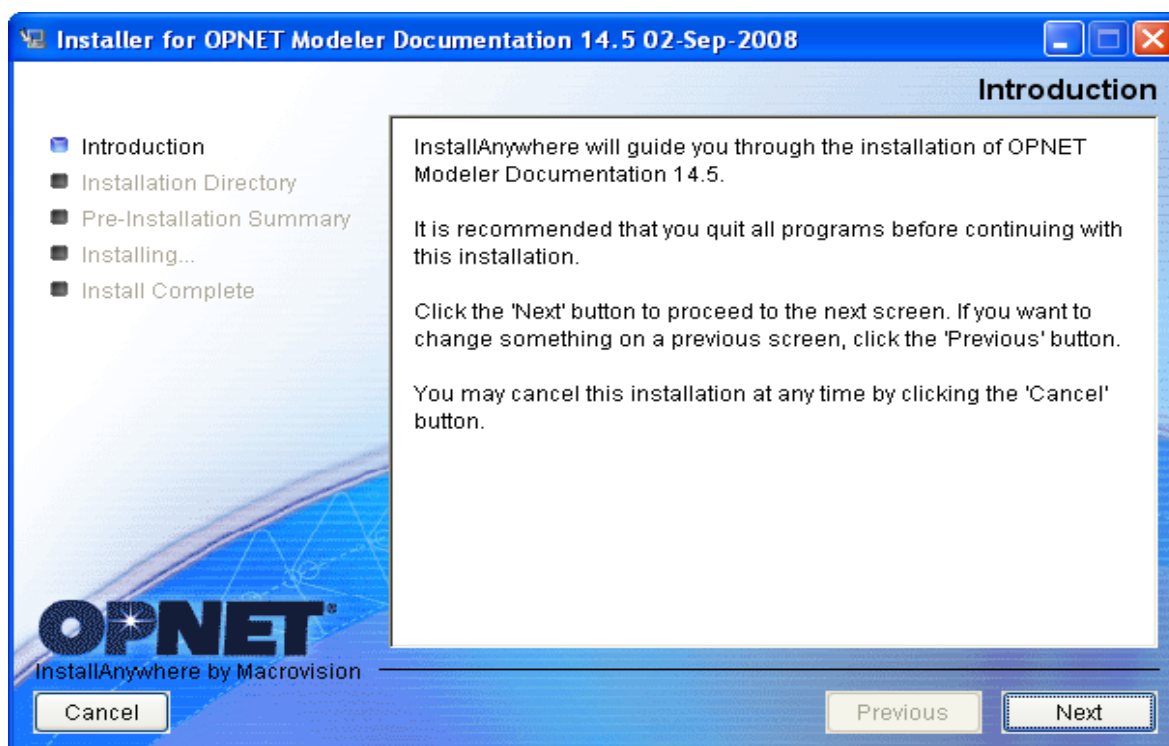 Installer for OPNET Modeler Documentation 14.5 02-Sep-2008
Introduction
Introduction
Installation Directory
Pre-Installation Summary
Installing...
Install Complete
InstallAnywhere will guide you through the installation of OPNET
Modeler Documentation 14.5.
It is recommended that you quit all programs before continuing with
this installation.
Click the 'Next' button to proceed to the next screen. If you want to
change something on a previous screen, click the 'Previous' button.
You may cancel this installation at any time by clicking the 'Cancel'
button.
OPNET®
InstallAnywhere by Macrovision
Cancel
Previous
Next